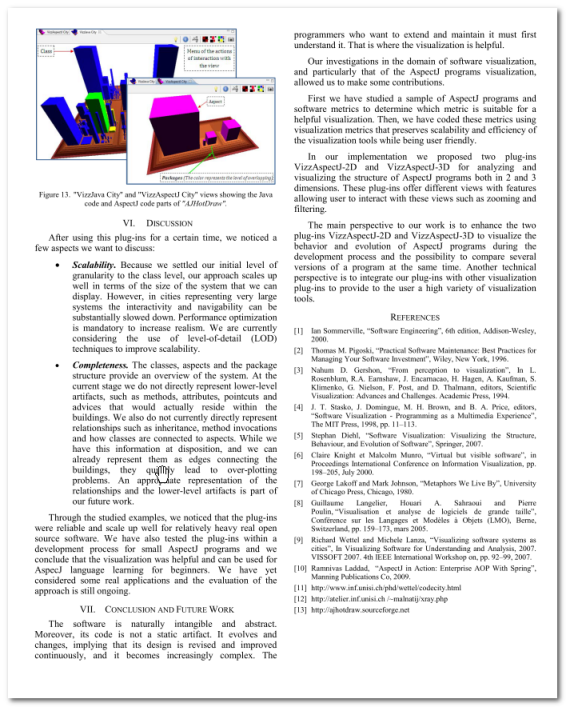 Class
Menu of the actions
of interaction with
the view
Aspect
Packages (The color represents the level of overlapping)
Figure 13. "VizzJava City" and "VizzAspectJ City" views showing the Java
code and AspectJ code parts of "AJHotDraw".
VI. DISCUSSION
After using this plug-ins for a certain time, we noticed a
few aspects we want to discuss:
• Scalability. Because we settled our initial level of
granularity to the class level, our approach scales up
well in terms of the size of the system that we can
display. However, in cities representing very large
systems the interactivity and navigability can be
substantially slowed down. Performance optimization
is mandatory to increase realism. We are currently
considering the use of level-of-detail (LOD)
techniques to improve scalability.
• Completeness. The classes, aspects and the package
structure provide an overview of the system. At the
current stage we do not directly represent lower-level
artifacts, such as methods, attributes, pointcuts and
advices that would actually reside within the
buildings. We also do not currently directly represent
relationships such as inheritance, method invocations
and how classes are connected to aspects. While we
have this information at disposition, and we can
already represent them as edges connecting the
buildings, they quickly lead to over-plotting
problems. An appropriate representation of the
relationships and the lower-level artifacts is part of
our future work.
Through the studied examples, we noticed that the plug-ins
were reliable and scale up well for relatively heavy real open
source software. We have also tested the plug-ins within a
development process for small AspectJ programs and we
conclude that the visualization was helpful and can be used for
AspecJ language learning for beginners. We have yet
considered some real applications and the evaluation of the
approach is still ongoing.
VII. CONCLUSION AND FUTURE WORK
The software is naturally intangible and abstract.
Moreover, its code is not a static artifact. It evolves and
changes, implying that its design is revised and improved
continuously, and it becomes increasingly complex. The
programmers who want to extend and maintain it must first
understand it. That is where the visualization is helpful.
Our investigations in the domain of software visualization,
and particularly that of the AspectJ programs visualization,
allowed us to make some contributions.
First we have studied a sample of AspectJ programs and
software metrics to determine which metric is suitable for a
helpful visualization. Then, we have coded these metrics using
visualization metrics that preserves scalability and efficiency of
the visualization tools while being user friendly.
In our implementation we proposed two plug-ins
VizzAspectJ-2D and VizzAspectJ-3D for analyzing and
visualizing the structure of AspectJ programs both in 2 and 3
dimensions. These plug-ins offer different views with features
allowing user to interact with these views such as zooming and
filtering.
The main perspective to our work is to enhance the two
plug-ins VizzAspectJ-2D and VizzAspectJ-3D to visualize the
behavior and evolution of AspectJ programs during the
development process and the possibility to compare several
versions of a program at the same time. Another technical
perspective is to integrate our plug-ins with other visualization
plug-ins to provide to the user a high variety of visualization
tools.
REFERENCES
[1] Ian Sommerville, “Software Engineering”, 6th edition, Addison-Wesley,
2000.
[2] Thomas M. Pigoski, “Practical Software Maintenance: Best Practices for
Managing Your Software Investment”, Wiley, New York, 1996.
[3] Nahum D. Gershon, “From perception to visualization”, In L.
Rosenblum, R.A. Earnshaw, J. Encarnacao, H. Hagen, A. Kaufman, S.
Klimenko, G. Nielson, F. Post, and D. Thalmann, editors, Scientific
Visualization: Advances and Challenges. Academic Press, 1994.
[4] J. T. Stasko, J. Domingue, M. H. Brown, and B. A. Price, editors,
“Software Visualization - Programming as a Multimedia Experience”,
The MIT Press, 1998, pp. 11–113.
[5] Stephan Diehl, “Software Visualization: Visualizing the Structure,
Behaviour, and Evolution of Software”, Springer, 2007.
[6] Claire Knight et Malcolm Munro, “Virtual but visible software”, in
Proceedings International Conference on Information Visualization, pp.
198–205, July 2000.
[7] George Lakoff and Mark Johnson, “Metaphors We Live By”, University
of Chicago Press, Chicago, 1980.
[8] Guillaume Langelier, Houari A. Sahraoui and Pierre
Poulin,“Visualisation et analyse de logiciels de grande taille”,
Conférence sur les Langages et Modèles à Objets (LMO), Berne,
Switzerland, pp. 159–173, mars 2005.
[9] Richard Wettel and Michele Lanza, “Visualizing software systems as
cities”, In Visualizing Software for Understanding and Analysis, 2007.
VISSOFT 2007. 4th IEEE International Workshop on, pp. 92–99, 2007.
[10] Ramnivas Laddad, “AspectJ in Action: Enterprise AOP With Spring”,
Manning Publications Co, 2009.
[11] http://www.inf.unisi.ch/phd/wettel/codecity.html
[12] http://atelier.inf.unisi.ch /~malnatij/xray.php
[13] http://ajhotdraw.sourceforge.net